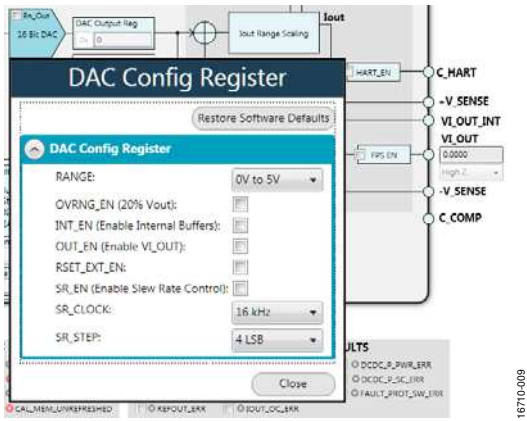 En_Out
16 Bit DAC
DAC Output Reg
0x 0
Iout Range Scaling
Iout
DAC Config Register
Restore Software Defaults
DAC Config Register
RANGE: 0V to 5V
OVRNG_EN (20% Vout):
INT_EN (Enable Internal Buffers):
OUT_EN (Enable VI_OUT):
RSET_EXT_EN:
SR_EN (Enable Slew Rate Control):
SR_CLOCK: 16 kHz
SR_STEP: 4 LSB
Close
HART_EN
C_HART
+V_SENSE
VI_OUT_INT
VI_OUT
FPS EN
0.0000
High Z
-V_SENSE
C_COMP
ULTS
DCDC_P_PWR_ERR
DCDC_P_SC_ERR
FAULT_PROT_SW_ERR
CAL_MEM_UNREFRESHED
REFOUT_ERR
IOUT_OC_ERR
16710-009